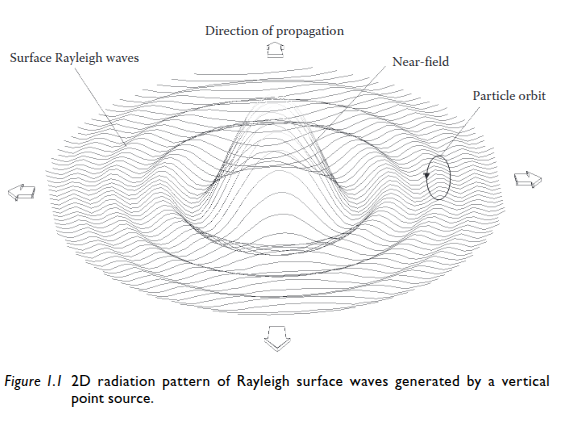 Direction of propagation
Surface Rayleigh waves
Near-field
Particle orbit
Figure 1.1 2D radiation pattern of Rayleigh surface waves generated by a vertical
point source.